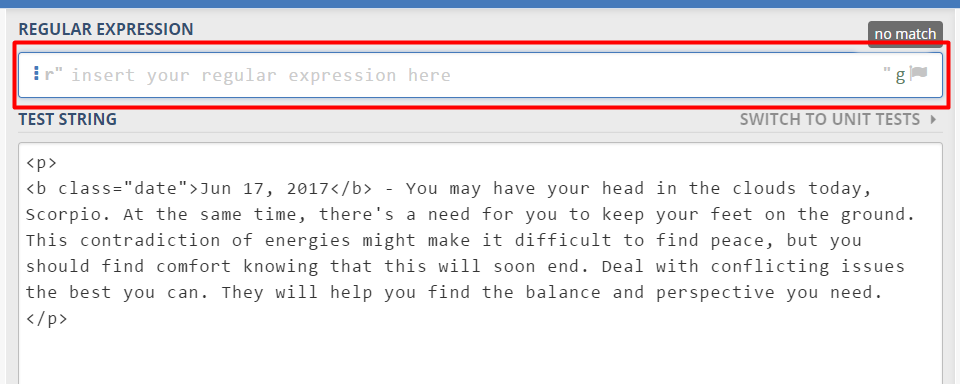 REGULAR EXPRESSION
no match
r" insert your regular expression here " g
TEST STRING
SWITCH TO UNIT TESTS
<p>
<b class="date">Jun 17, 2017</b> - You may have your head in the clouds today,
Scorpio. At the same time, there's a need for you to keep your feet on the ground.
This contradiction of energies might make it difficult to find peace, but you
should find comfort knowing that this will soon end. Deal with conflicting issues
the best you can. They will help you find the balance and perspective you need.
</p>